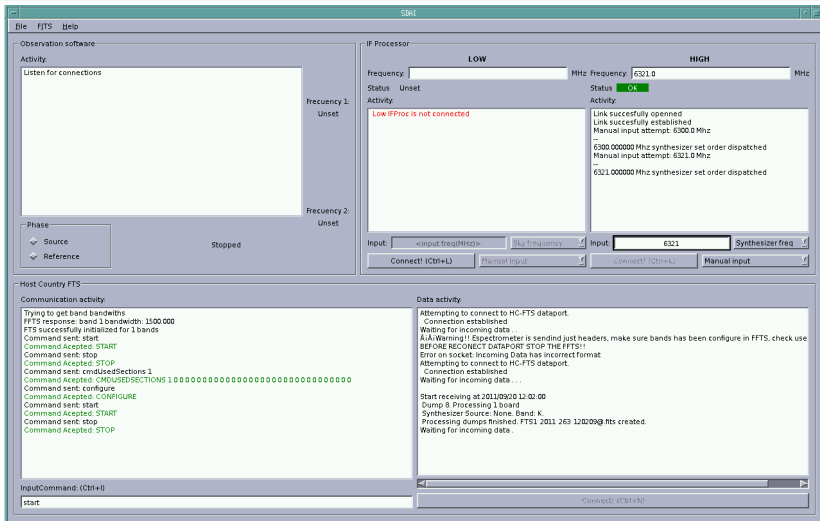 SDAI
File FITS Help
Observation software
Activity:
Listen for connections
Frecuency 1:
Unset
Frecuency 2:
Unset
Phase
Source
Reference
Stopped
IF Processor
LOW
Frequency:
MHz
Status Unset
Activity:
Low IFProc is not connected
Input: <input freq(MHz)> Sky frequency
Connect! (Ctrl+L) Manual input
HIGH
Frequency: 6321.0 MHz
Status OK
Activity:
Link succesfully openned
Link succesfully established
Manual input attempt: 6300.0 Mhz
--
6300.000000 Mhz synthesizer set order dispatched
Manual input attempt: 6321.0 Mhz
--
6321.000000 Mhz synthesizer set order dispatched
Input: 6321 Synthesizer freq
Connect! (Ctrl+H) Manual input
Host Country FTS
Communication activity:
Trying to get band bandwiths
FFTS response: band 1 bandwidth: 1500.000
FTS successfully initialized for 1 bands
Command sent: start
Command Acepted: START
Command sent: stop
Command Acepted: STOP
Command sent: cmdUsedSections 1
Command Acepted: CMDUSEDSECTIONS 1 0 0 0 0 0 0 0 0 0 0 0 0 0 0 0 0 0 0 0 0 0 0 0 0 0 0 0 0 0 0 0
Command sent: configure
Command Acepted: CONFIGURE
Command sent: start
Command Acepted: START
Command sent: stop
Command Acepted: STOP
InputCommand: (Ctrl+I)
start
Data activity:
Attempting to connect to HC-FTS dataport.
Connection established
Waiting for incoming data . .
Â¡Â¡Warning!! Espectrometer is sendind just headers, make sure bands has been configure in FFTS, check use
BEFORE RECONECT DATAPORT STOP THE FFTS!!
Error on socket: Incoming Data has incorrect format
Attempting to connect to HC-FTS dataport.
Connection established
Waiting for incoming data . . .
Start receiving at 2011/09/20 12:02:00
Dump 8. Processing 1 board
Synthesizer Source: None. Band: K.
Processing dumps finished. FTS1 2011 263 120209@.fits created.
Waiting for incoming data .
Connect! (Ctrl+N)